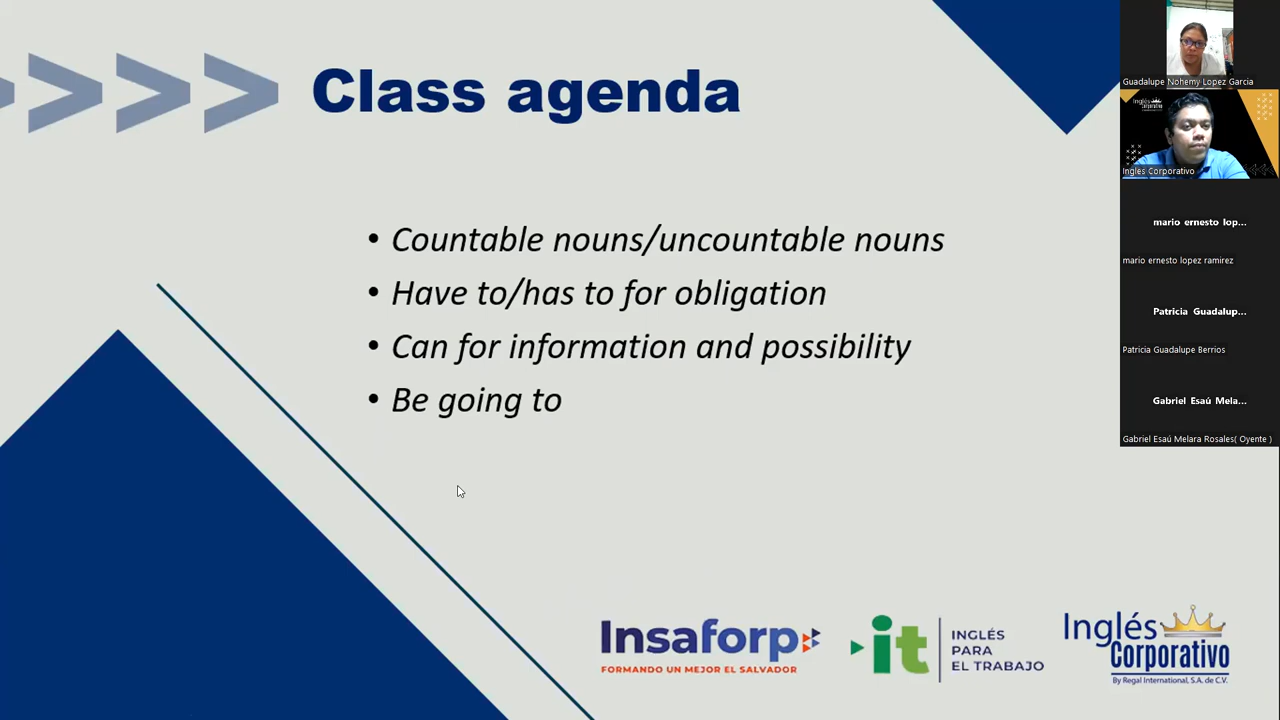 Class agenda
• Countable nouns/uncountable nouns
• Have to/has to for obligation
• Can for information and possibility
• Be going to
Insaforp
FORMANDO UN MEJOR EL SALVADOR
it
INGLÉS
PARA
EL TRABAJO
Inglés
Corporativo
By Regal International, S.A. de C.V.
Guadalupe Nohemy Lopez Garcia
Inglés
Corporativo
Ingles Corporativo
mario ernesto lop...
mario ernesto lopez ramirez
Patricia Guadalup...
Patricia Guadalupe Berrios
Gabriel Esaú Mela...
Gabriel Esaú Melara Rosales( Oyente )